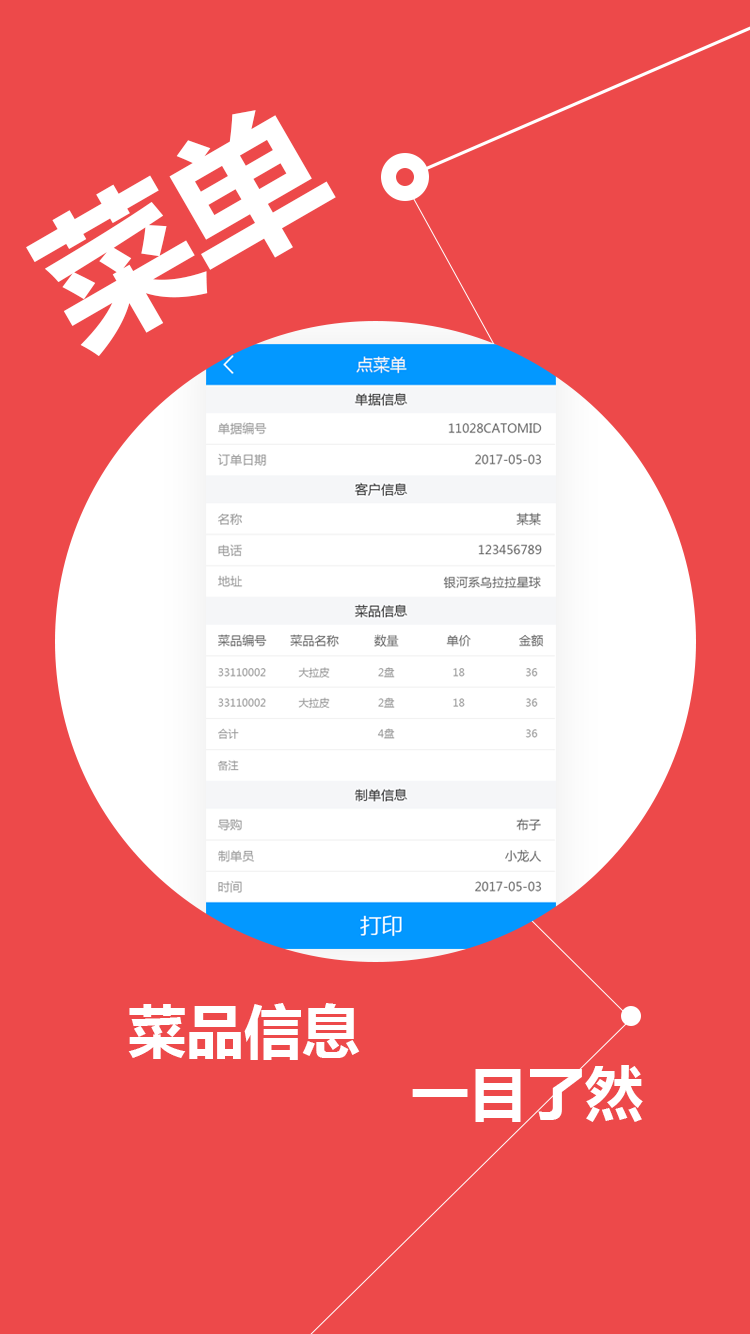 菜单
点菜单
单据信息
单据编号 11028CATOMID
订单日期 2017-05-03
客户信息
名称 某某
电话 123456789
地址 银河系乌拉拉星球
菜品信息
菜品编号 菜品名称 数量 单价 金额
33110002 大拉皮 2盘 18 36
33110002 大拉皮 2盘 18 36
合计 4盘 36
备注
制单信息
导购 布子
制单员 小龙人
时间 2017-05-03
打印
菜品信息
一目了然